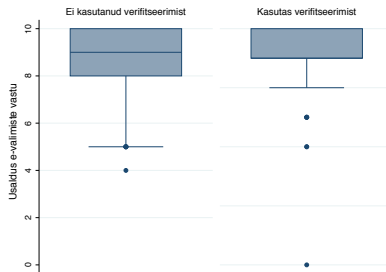 Ei kasutanud verifitseerimist
Kasutas verifitseerimist
Usaldus e-valimiste vastu
10
8
6
4
2
0